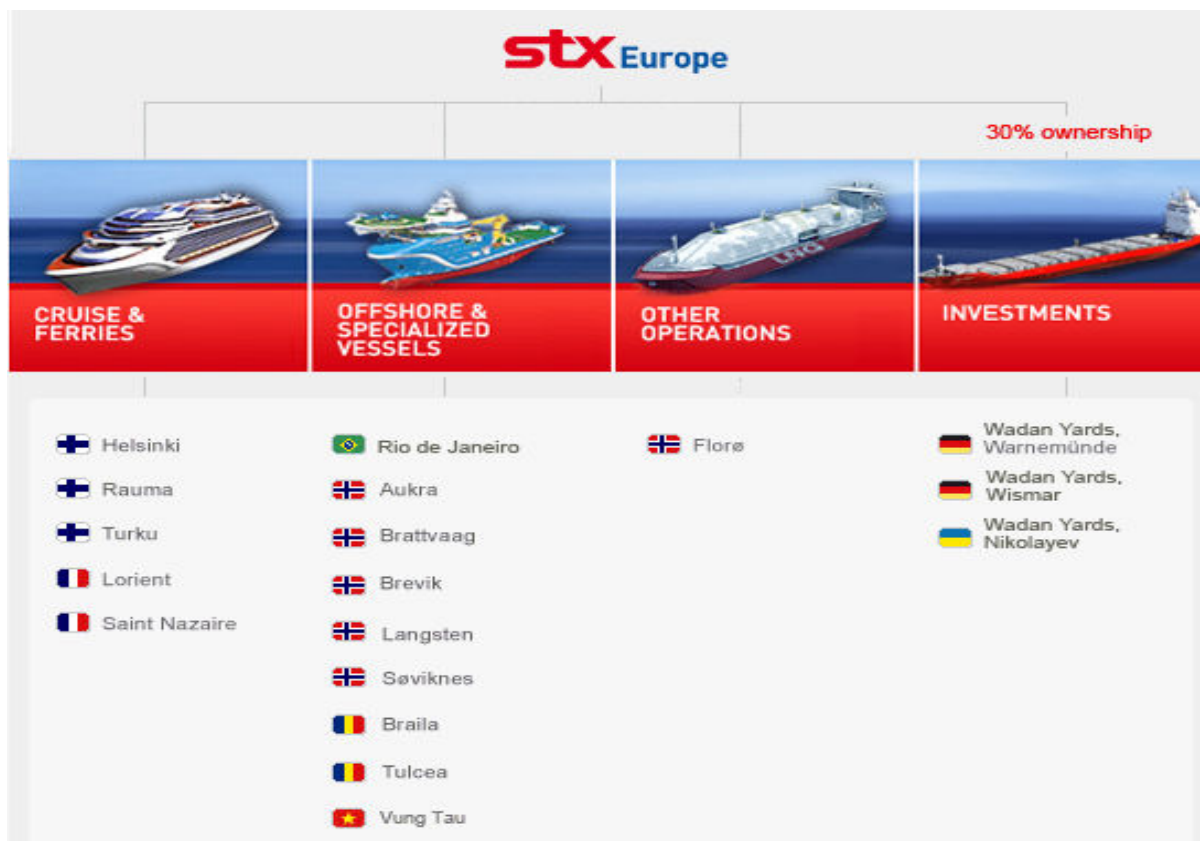 stx Europe
30% ownership
CRUISE &
FERRIES
OFFSHORE &
SPECIALIZED
VESSELS
OTHER
OPERATIONS
INVESTMENTS
Helsinki
Rauma
Turku
Lorient
Saint Nazaire
Rio de Janeiro
Aukra
Brattvaag
Brevik
Langsten
Søviknes
Braila
Tulcea
Vung Tau
Florø
Wadan Yards,
Warnemünde
Wadan Yards,
Wismar
Wadan Yards,
Nikolayev
LNG